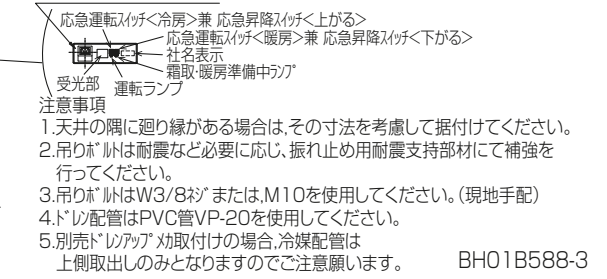 応急運転ｽｲｯﾁ<冷房>兼 応急昇降ｽｲｯﾁ<上がる>
応急運転ｽｲｯﾁ<暖房>兼 応急昇降ｽｲｯﾁ<下がる>
社名表示
霜取･暖房準備中ﾗﾝﾌﾟ
受光部 運転ランプ
注意事項
1.天井の隅に廻り縁がある場合は,その寸法を考慮して据付けてください。
2.吊りﾎﾞﾙﾄは耐震など必要に応じ､振れ止め用耐震支持部材にて補強を
行ってください。
3.吊りﾎﾞﾙﾄはW3/8ﾈｼﾞまたは,M10を使用してください。(現地手配)
4.ﾄﾞﾚﾝ配管はPVC管VP-20を使用してください。
5.別売ﾄﾞﾚﾝｱｯﾌﾟﾒｶ取付けの場合,冷媒配管は
上側取出しのみとなりますのでご注意願います。 BH01B588-3